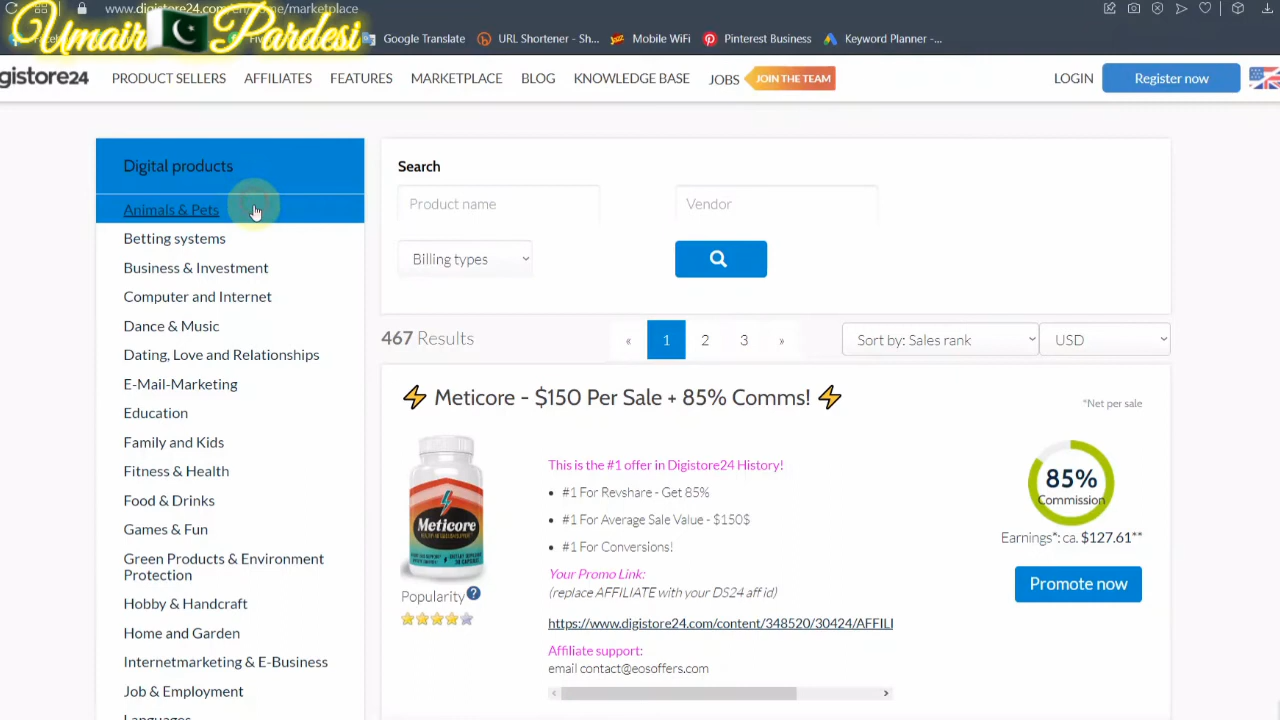 www.digistore24.com/en/home/marketplace
Umair Pardesi
Google Translate
URL Shortener - Sh...
Mobile WiFi
Pinterest Business
Keyword Planner -...
gistore24
PRODUCT SELLERS
AFFILIATES
FEATURES
MARKETPLACE
BLOG
KNOWLEDGE BASE
JOBS
JOIN THE TEAM
LOGIN
Register now
Digital products
Animals & Pets
Betting systems
Business & Investment
Computer and Internet
Dance & Music
Dating, Love and Relationships
E-Mail-Marketing
Education
Family and Kids
Fitness & Health
Food & Drinks
Games & Fun
Green Products & Environment
Protection
Hobby & Handcraft
Home and Garden
Internetmarketing & E-Business
Job & Employment
Languages
Search
Product name
Vendor
Billing types
467 Results
« 1 2 3 »
Sort by: Sales rank
USD
⚡ Meticore - $150 Per Sale + 85% Comms! ⚡
*Net per sale
Meticore
Popularity ?
This is the #1 offer in Digistore24 History!
• #1 For Revshare - Get 85%
• #1 For Average Sale Value - $150$
• #1 For Conversions!
Your Promo Link:
(replace AFFILIATE with your DS24 aff id)
https://www.digistore24.com/content/348520/30424/AFFILI
Affiliate support:
email contact@eosoffers.com
85%
Commission
Earnings*: ca. $127.61**
Promote now